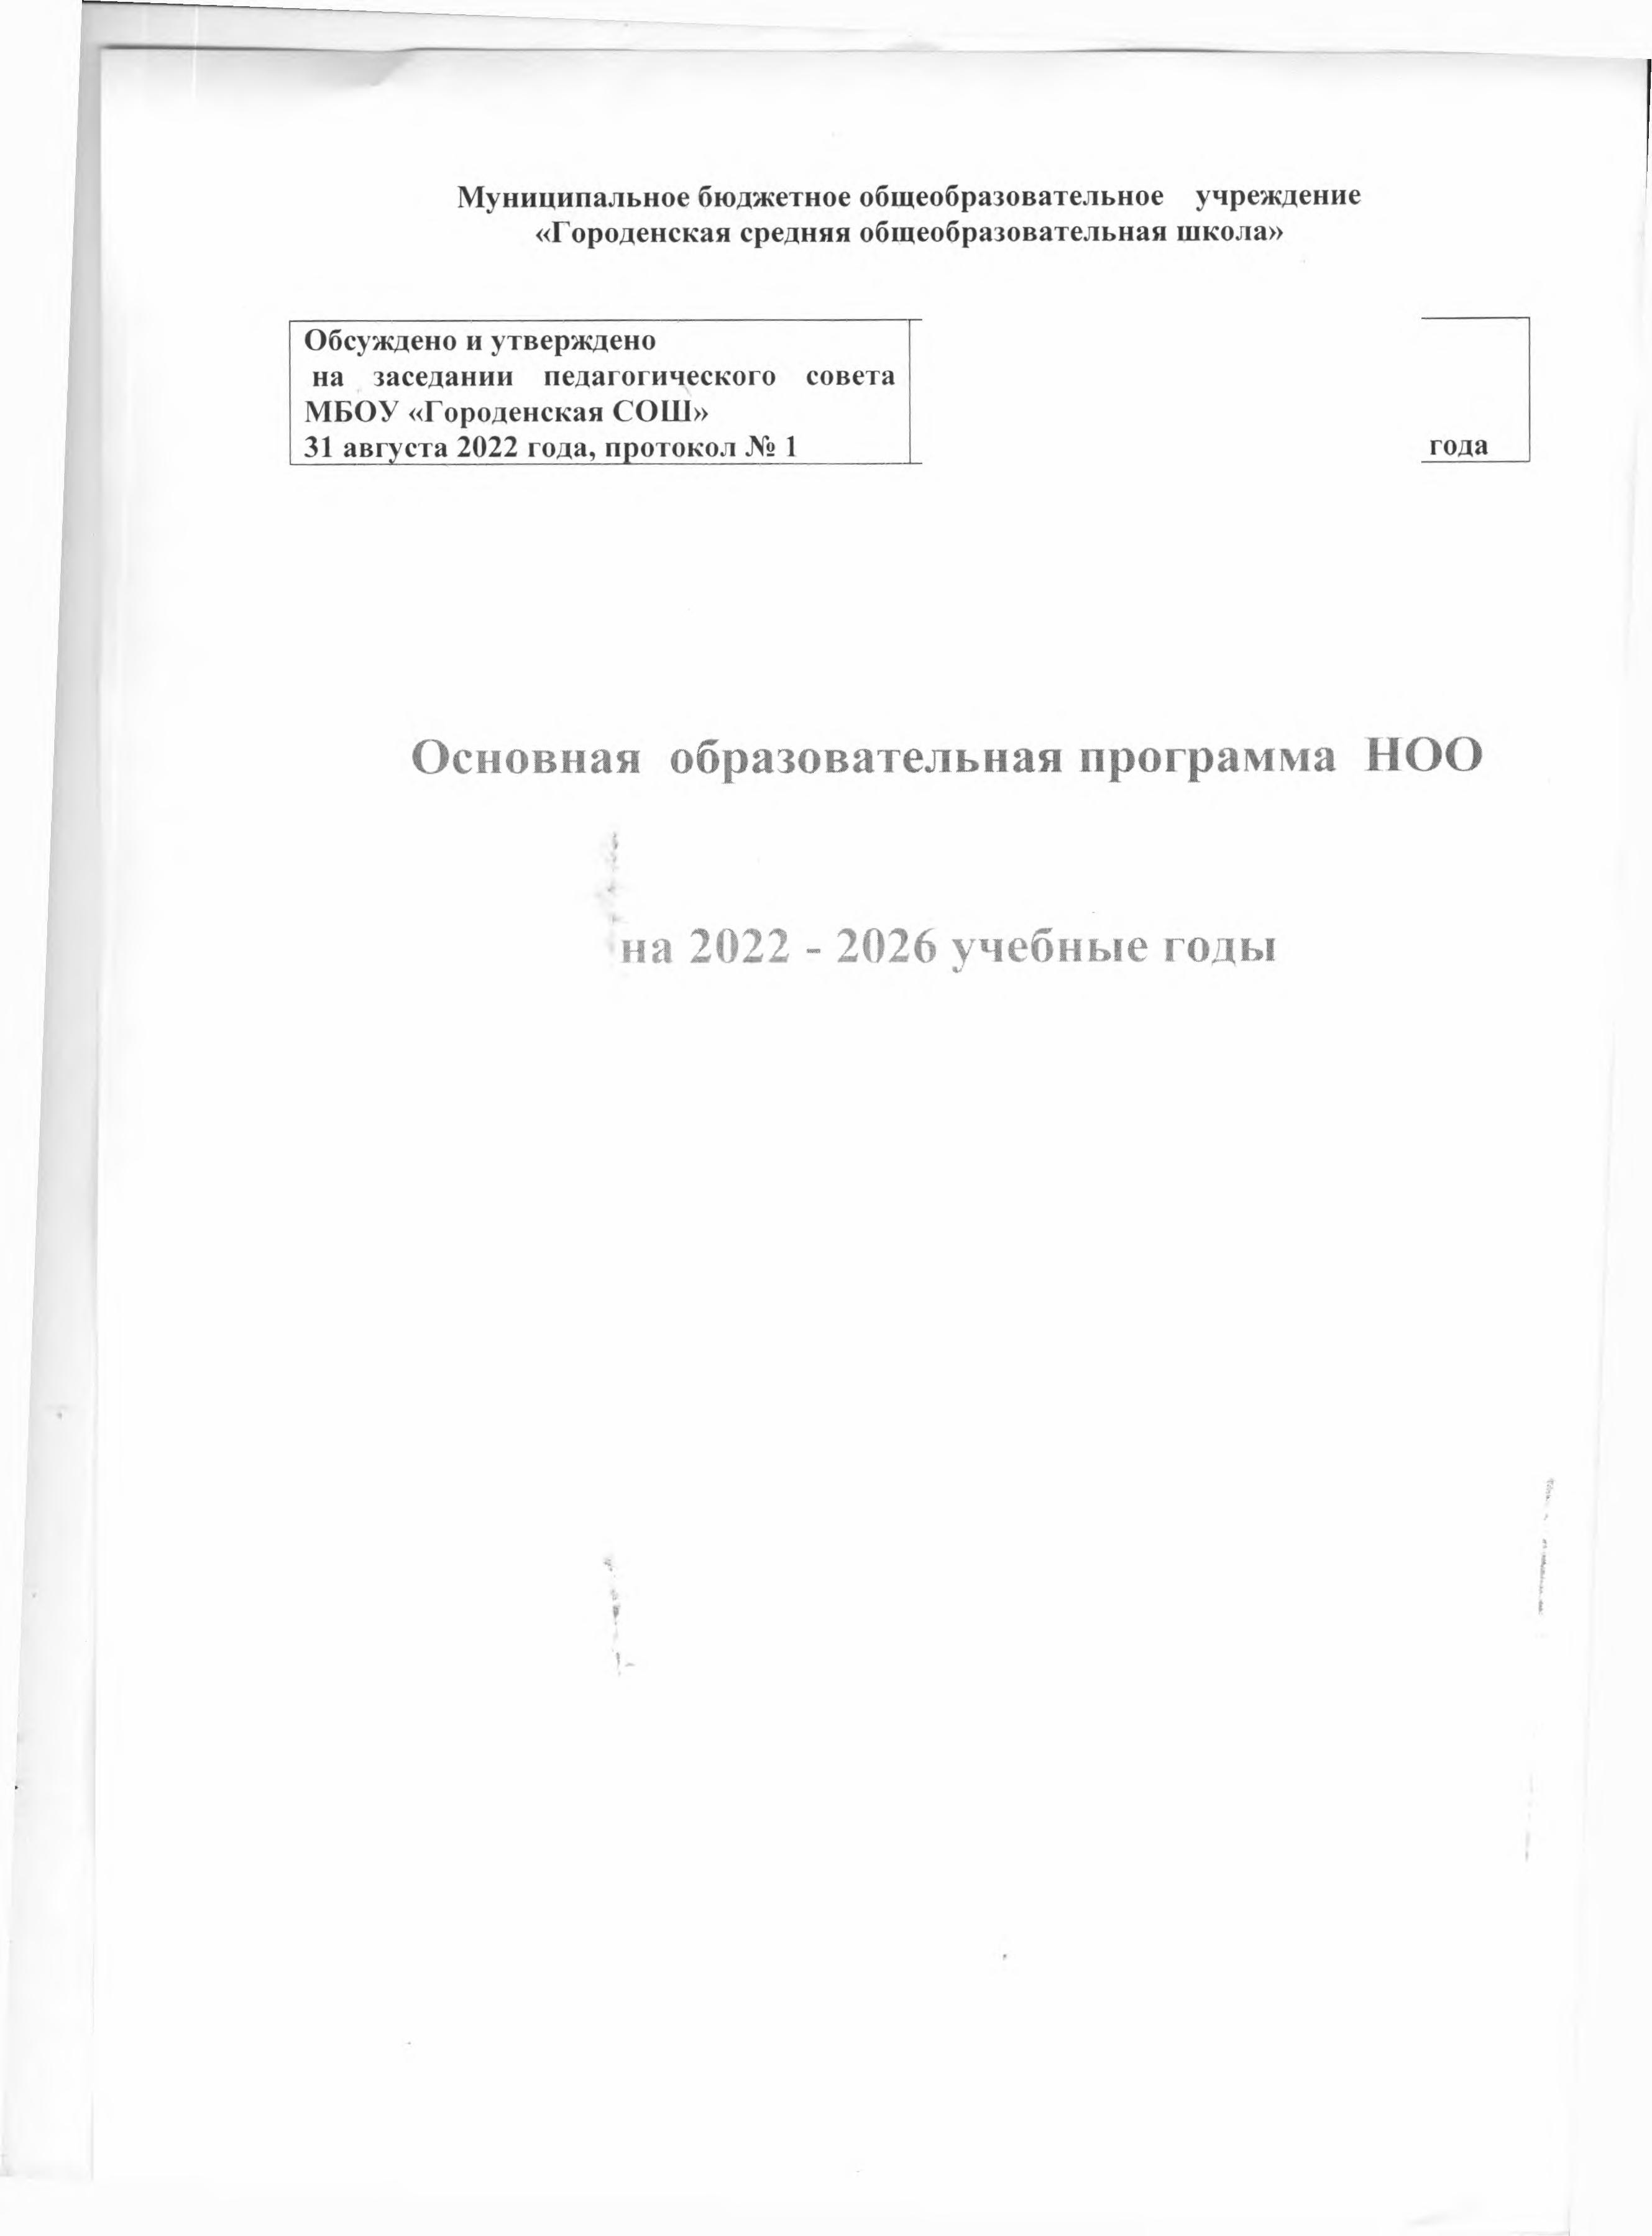 Муниципальное бюджетное общеобразовательное учреждение
«Городенская средняя общеобразовательная школа»
Обсуждено и утверждено
на заседании педагогического совета
МБОУ «Городенская СОШ»
31 августа 2022 года, протокол № 1
года
Основная образовательная программа НОО
на 2022 - 2026 учебные годы